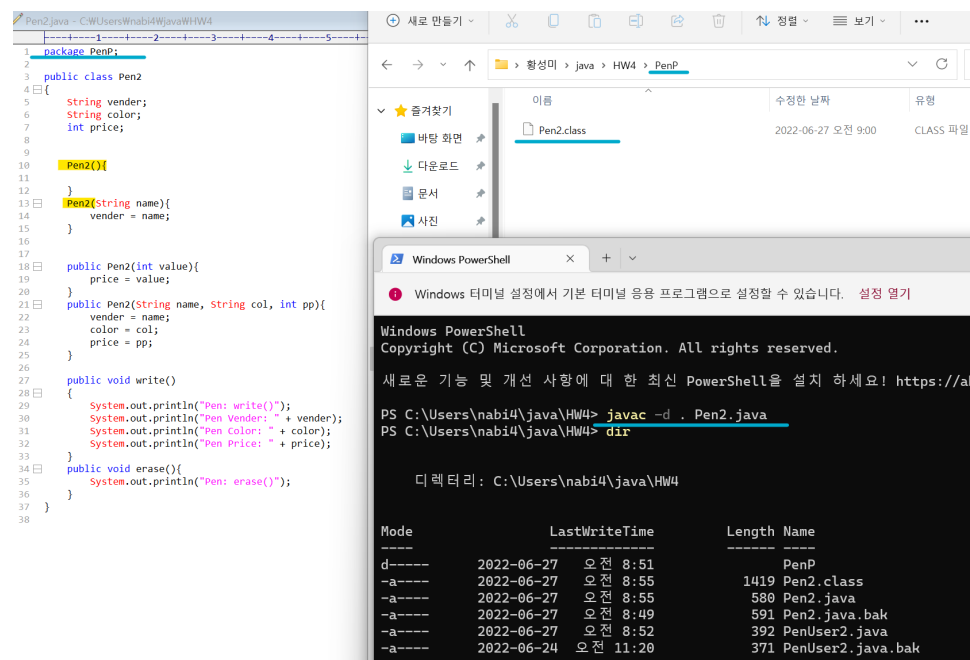 Pen2.java - C:₩Users₩nabi4₩java₩HW4
----+----1----+----2----+----3----+----4----+----5----+-
1 package PenP;
2
3 public class Pen2
4 {
5 String vender;
6 String color;
7 int price;
8
9
10 Pen2(){
11
12 }
13 Pen2(String name){
14 vender = name;
15 }
16
17
18 public Pen2(int value){
19 price = value;
20 }
21 public Pen2(String name, String col, int pp){
22 vender = name;
23 color = col;
24 price = pp;
25 }
26
27 public void write()
28 {
29 System.out.println("Pen: write()");
30 System.out.println("Pen Vender: " + vender);
31 System.out.println("Pen Color: " + color);
32 System.out.println("Pen Price: " + price);
33 }
34 public void erase(){
35 System.out.println("Pen: erase()");
36 }
37 }
38
새로 만들기 정렬 보기 •••
황성미 › java › HW4 › PenP
즐겨찾기
바탕 화면
다운로드
문서
사진
이름 수정한 날짜 유형
Pen2.class 2022-06-27 오전 9:00 CLASS 파일
Windows PowerShell
Windows 터미널 설정에서 기본 터미널 응용 프로그램으로 설정할 수 있습니다. 설정 열기
Windows PowerShell
Copyright (C) Microsoft Corporation. All rights reserved.
새로운 기능 및 개선 사항에 대 한 최신 PowerShell을 설치 하세요! https://a
PS C:\Users\nabi4\java\HW4> javac -d . Pen2.java
PS C:\Users\nabi4\java\HW4> dir
디렉터리: C:\Users\nabi4\java\HW4
Mode LastWriteTime Length Name
---- ------------- ------ ----
d----- 2022-06-27 오전 8:51 PenP
-a---- 2022-06-27 오전 8:55 1419 Pen2.class
-a---- 2022-06-27 오전 8:55 580 Pen2.java
-a---- 2022-06-27 오전 8:49 591 Pen2.java.bak
-a---- 2022-06-27 오전 8:52 392 PenUser2.java
-a---- 2022-06-24 오전 11:20 371 PenUser2.java.bak